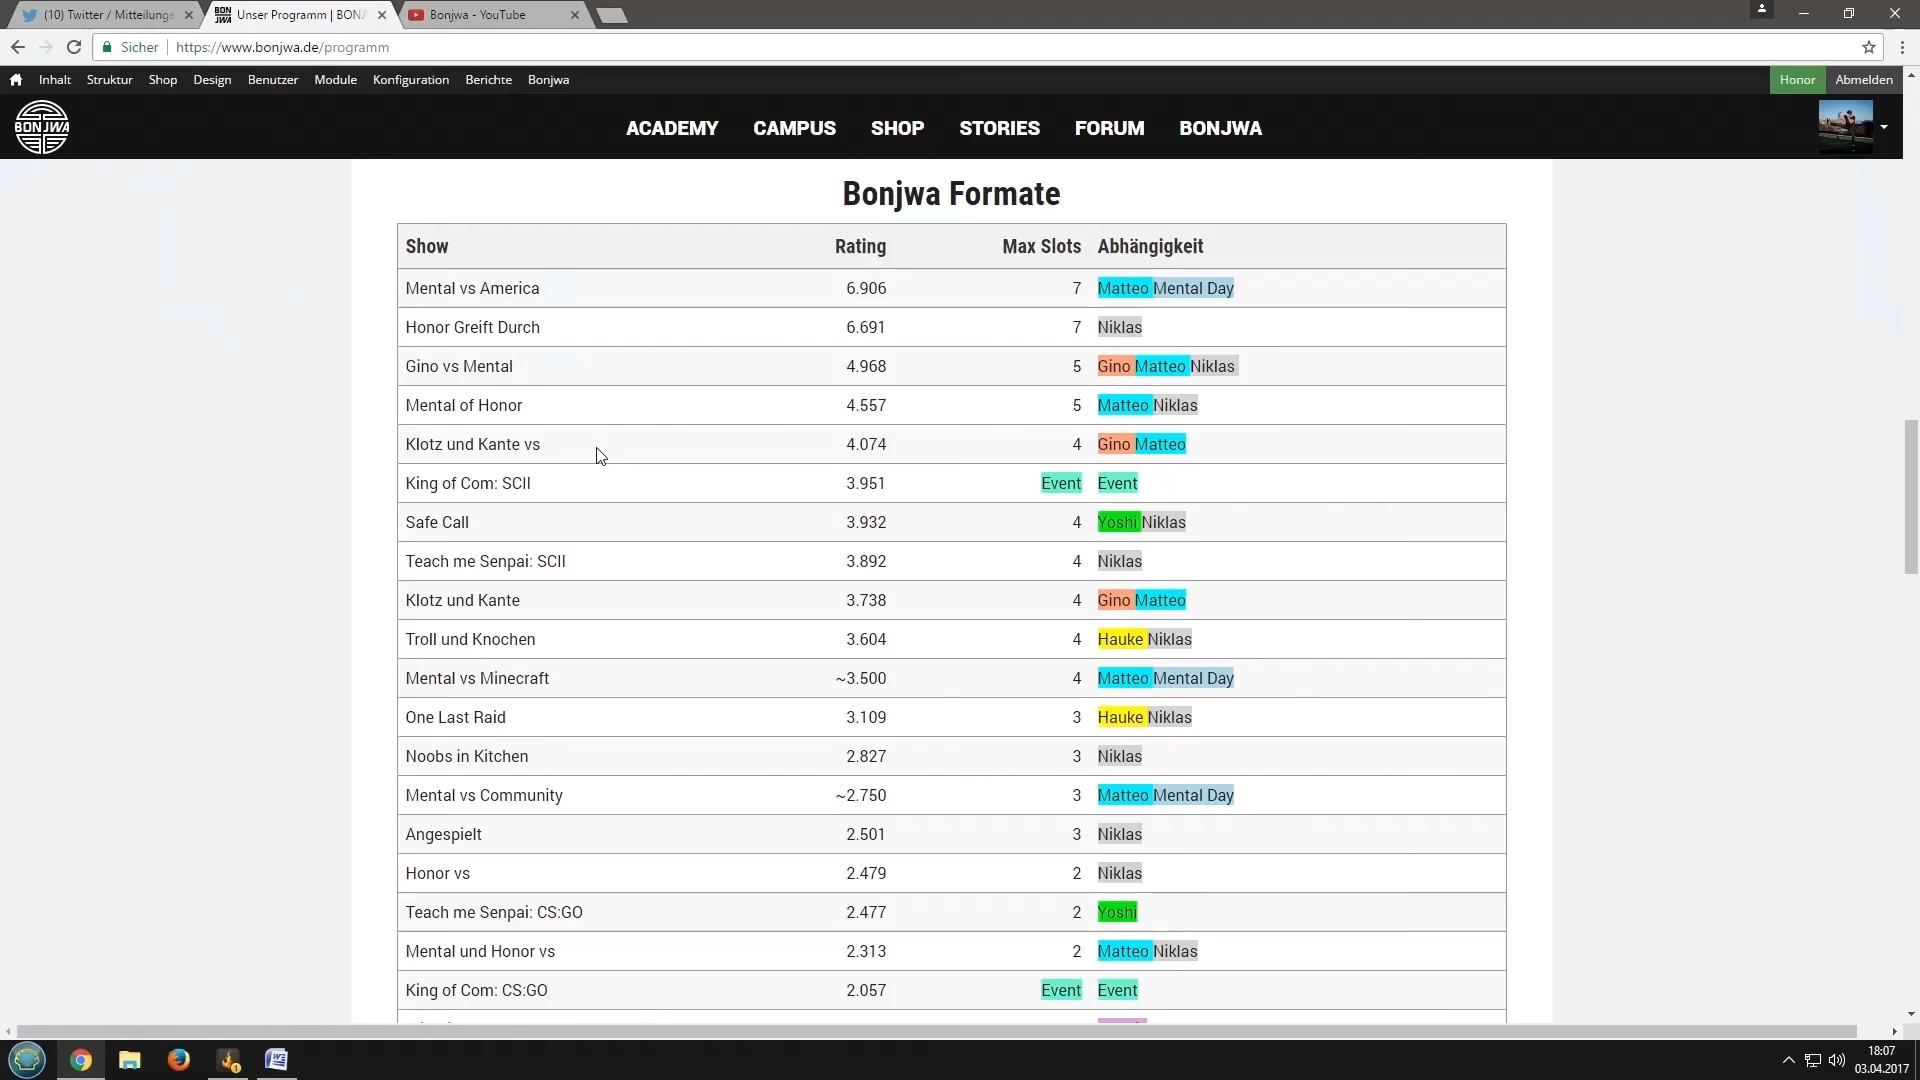 (10) Twitter / Mitteilunge
Unser Programm | BONJ
Bonjwa - YouTube
Sicher https://www.bonjwa.de/programm
Inhalt Struktur Shop Design Benutzer Module Konfiguration Berichte Bonjwa Honor Abmelden
BONJWA ACADEMY CAMPUS SHOP STORIES FORUM BONJWA
Bonjwa Formate
Show Rating Max Slots Abhängigkeit
Mental vs America 6.906 7 Matteo Mental Day
Honor Greift Durch 6.691 7 Niklas
Gino vs Mental 4.968 5 Gino Matteo Niklas
Mental of Honor 4.557 5 Matteo Niklas
Klotz und Kante vs 4.074 4 Gino Matteo
King of Com: SCII 3.951 Event Event
Safe Call 3.932 4 Yoshi Niklas
Teach me Senpai: SCII 3.892 4 Niklas
Klotz und Kante 3.738 4 Gino Matteo
Troll und Knochen 3.604 4 Hauke Niklas
Mental vs Minecraft ~3.500 4 Matteo Mental Day
One Last Raid 3.109 3 Hauke Niklas
Noobs in Kitchen 2.827 3 Niklas
Mental vs Community ~2.750 3 Matteo Mental Day
Angespielt 2.501 3 Niklas
Honor vs 2.479 2 Niklas
Teach me Senpai: CS:GO 2.477 2 Yoshi
Mental und Honor vs 2.313 2 Matteo Niklas
King of Com: CS:GO 2.057 Event Event
18:07
03.04.2017